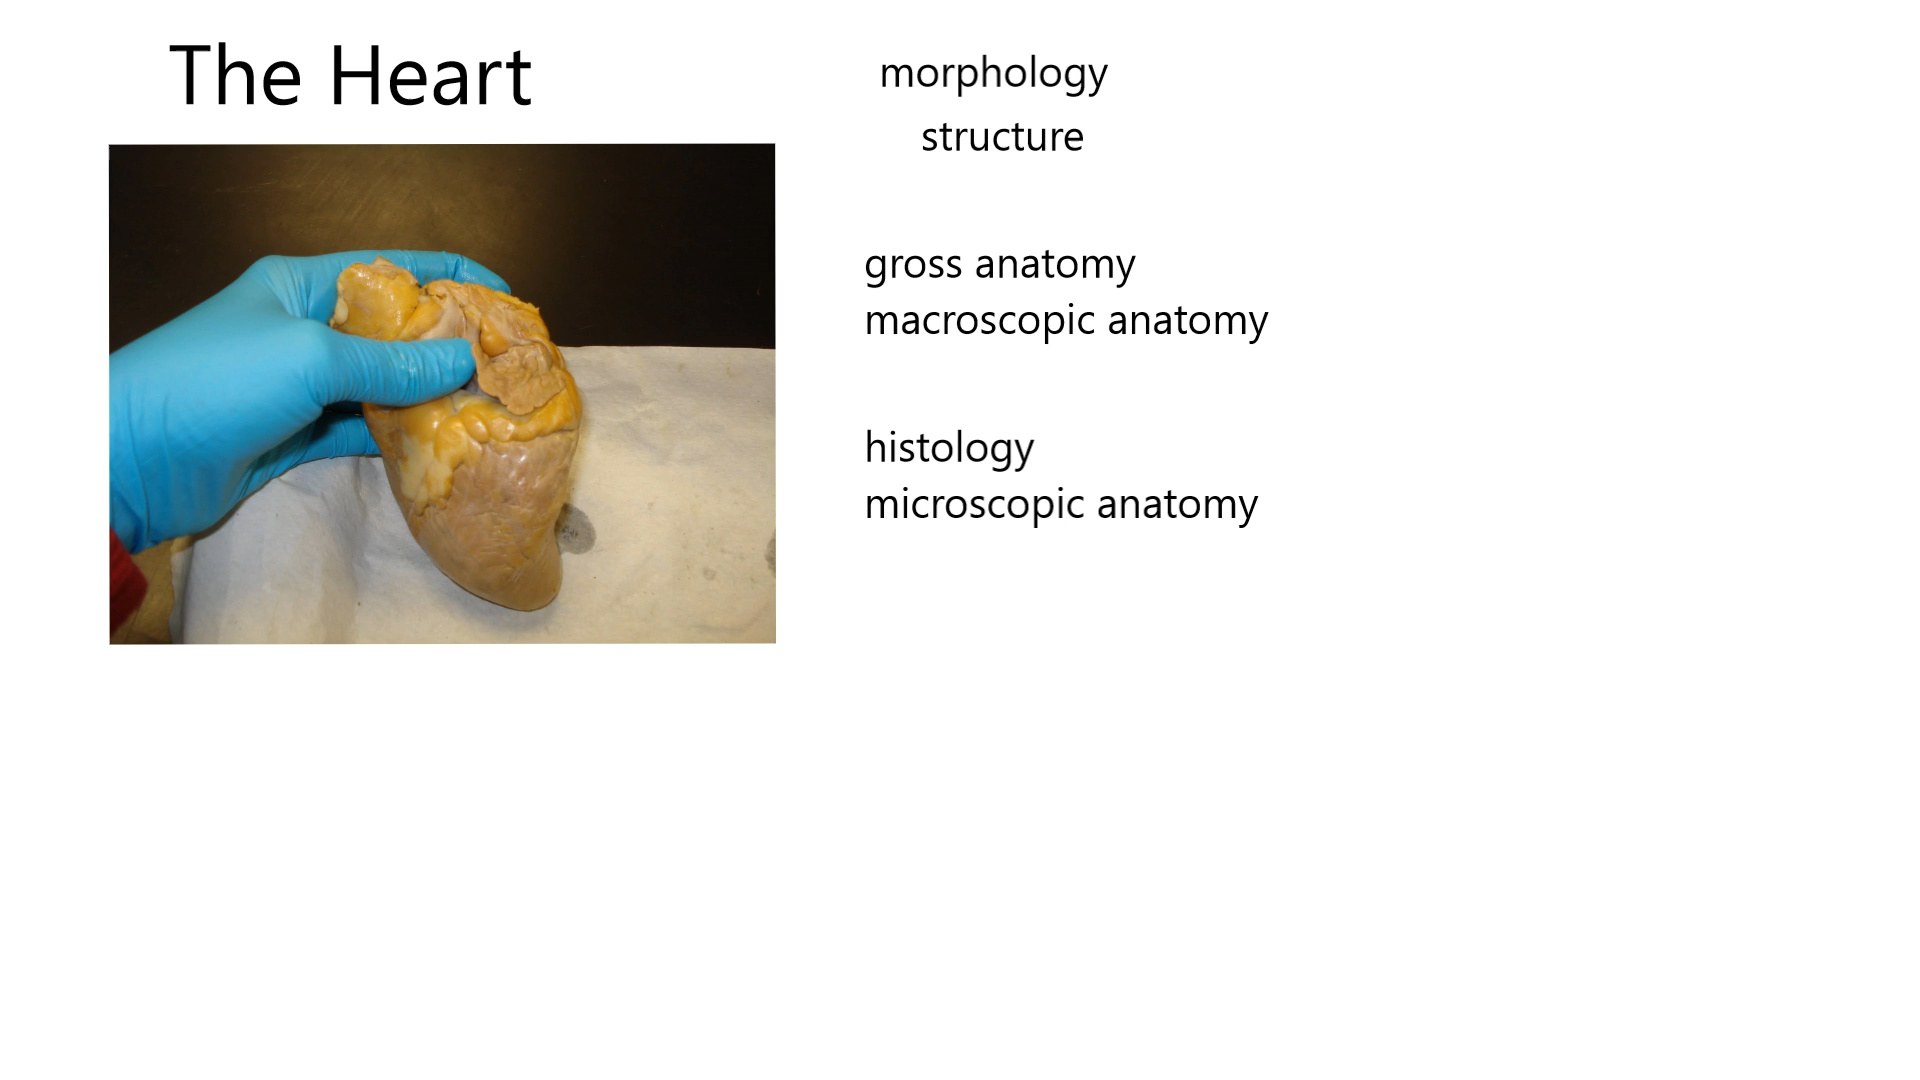 The Heart
morphology
structure
gross anatomy
macroscopic anatomy
histology
microscopic anatomy